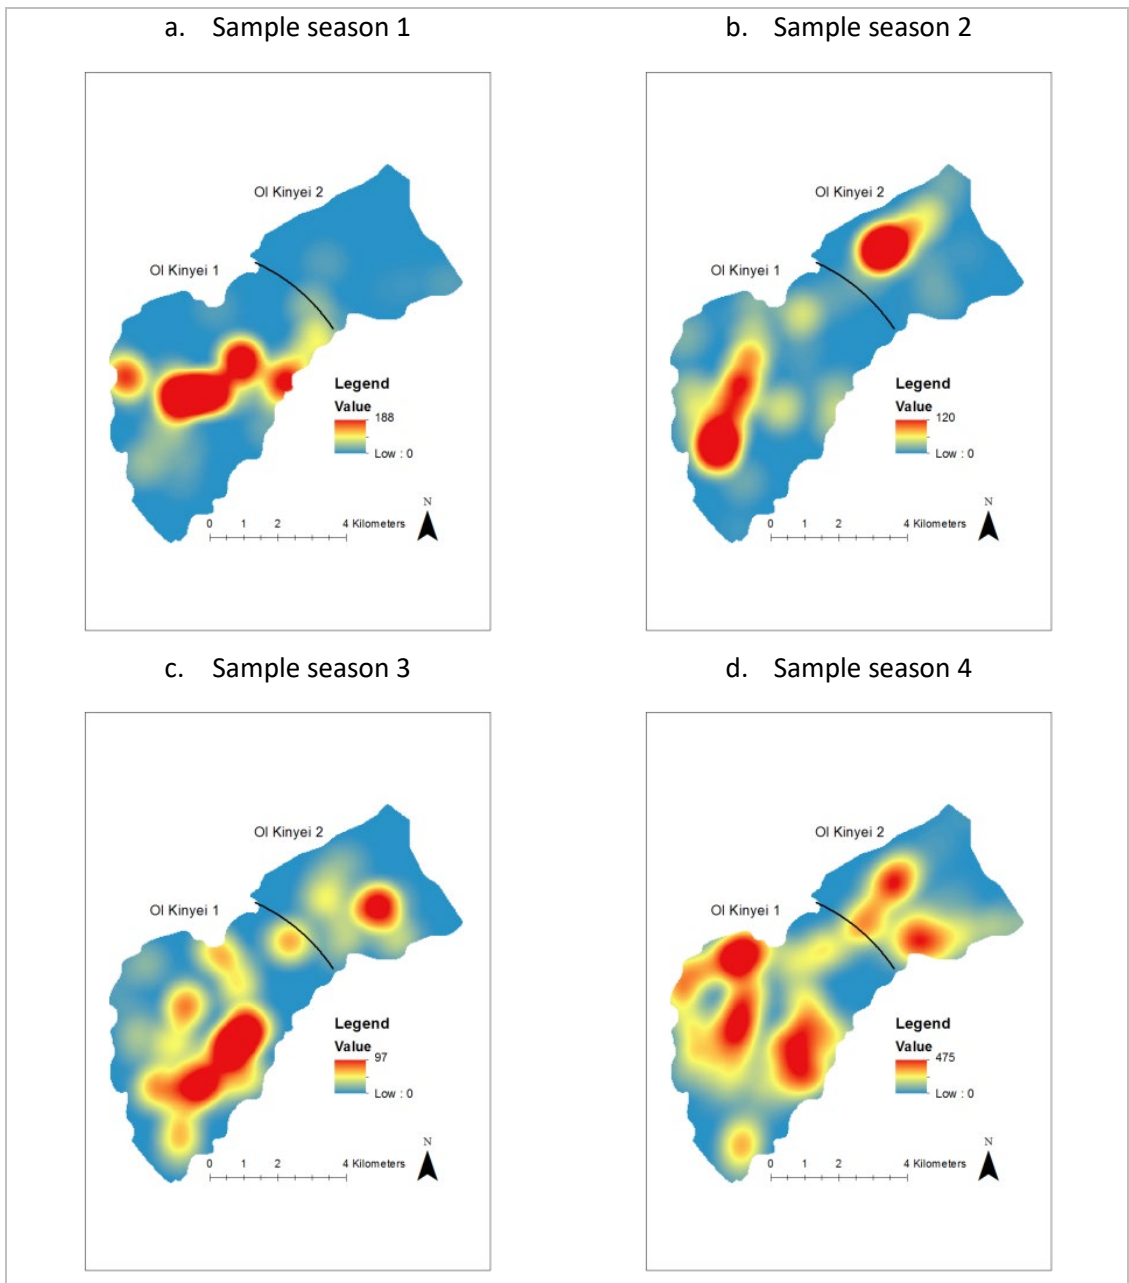 a. Sample season 1
Ol Kinyei 2
Ol Kinyei 1
Legend
Value
188
Low : 0
N
0 1 2 4 Kilometers
b. Sample season 2
Ol Kinyei 2
Ol Kinyei 1
Legend
Value
120
Low : 0
N
0 1 2 4 Kilometers
c. Sample season 3
Ol Kinyei 2
Ol Kinyei 1
Legend
Value
97
Low : 0
N
0 1 2 4 Kilometers
d. Sample season 4
Ol Kinyei 2
Ol Kinyei 1
Legend
Value
475
Low : 0
N
0 1 2 4 Kilometers